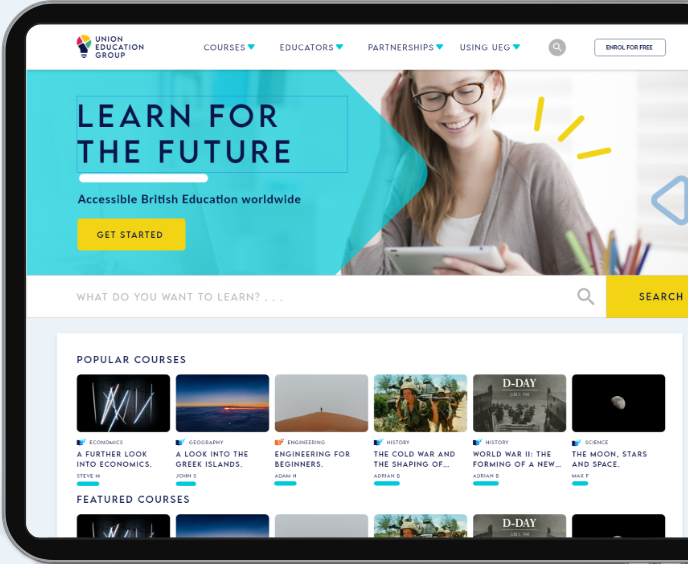 UNION
EDUCATION
GROUP
COURSES
EDUCATORS
PARTNERSHIPS
USING UEG
ENROL FOR FREE
LEARN FOR
THE FUTURE
Accessible British Education worldwide
GET STARTED
WHAT DO YOU WANT TO LEARN? . . .
SEARCH
POPULAR COURSES
ECONOMICS
A FURTHER LOOK
INTO ECONOMICS.
STEVE M
GEOGRAPHY
A LOOK INTO THE
GREEK ISLANDS.
JOHN S
ENGINEERING
ENGINEERING FOR
BEGINNERS.
ADAM H
HISTORY
THE COLD WAR AND
THE SHAPING OF...
ADRIAN D
D-DAY
HISTORY
WORLD WAR II: THE
FORMING OF A NEW...
ADRIAN D
SCIENCE
THE MOON, STARS
AND SPACE.
MAX F
FEATURED COURSES
D-DAY